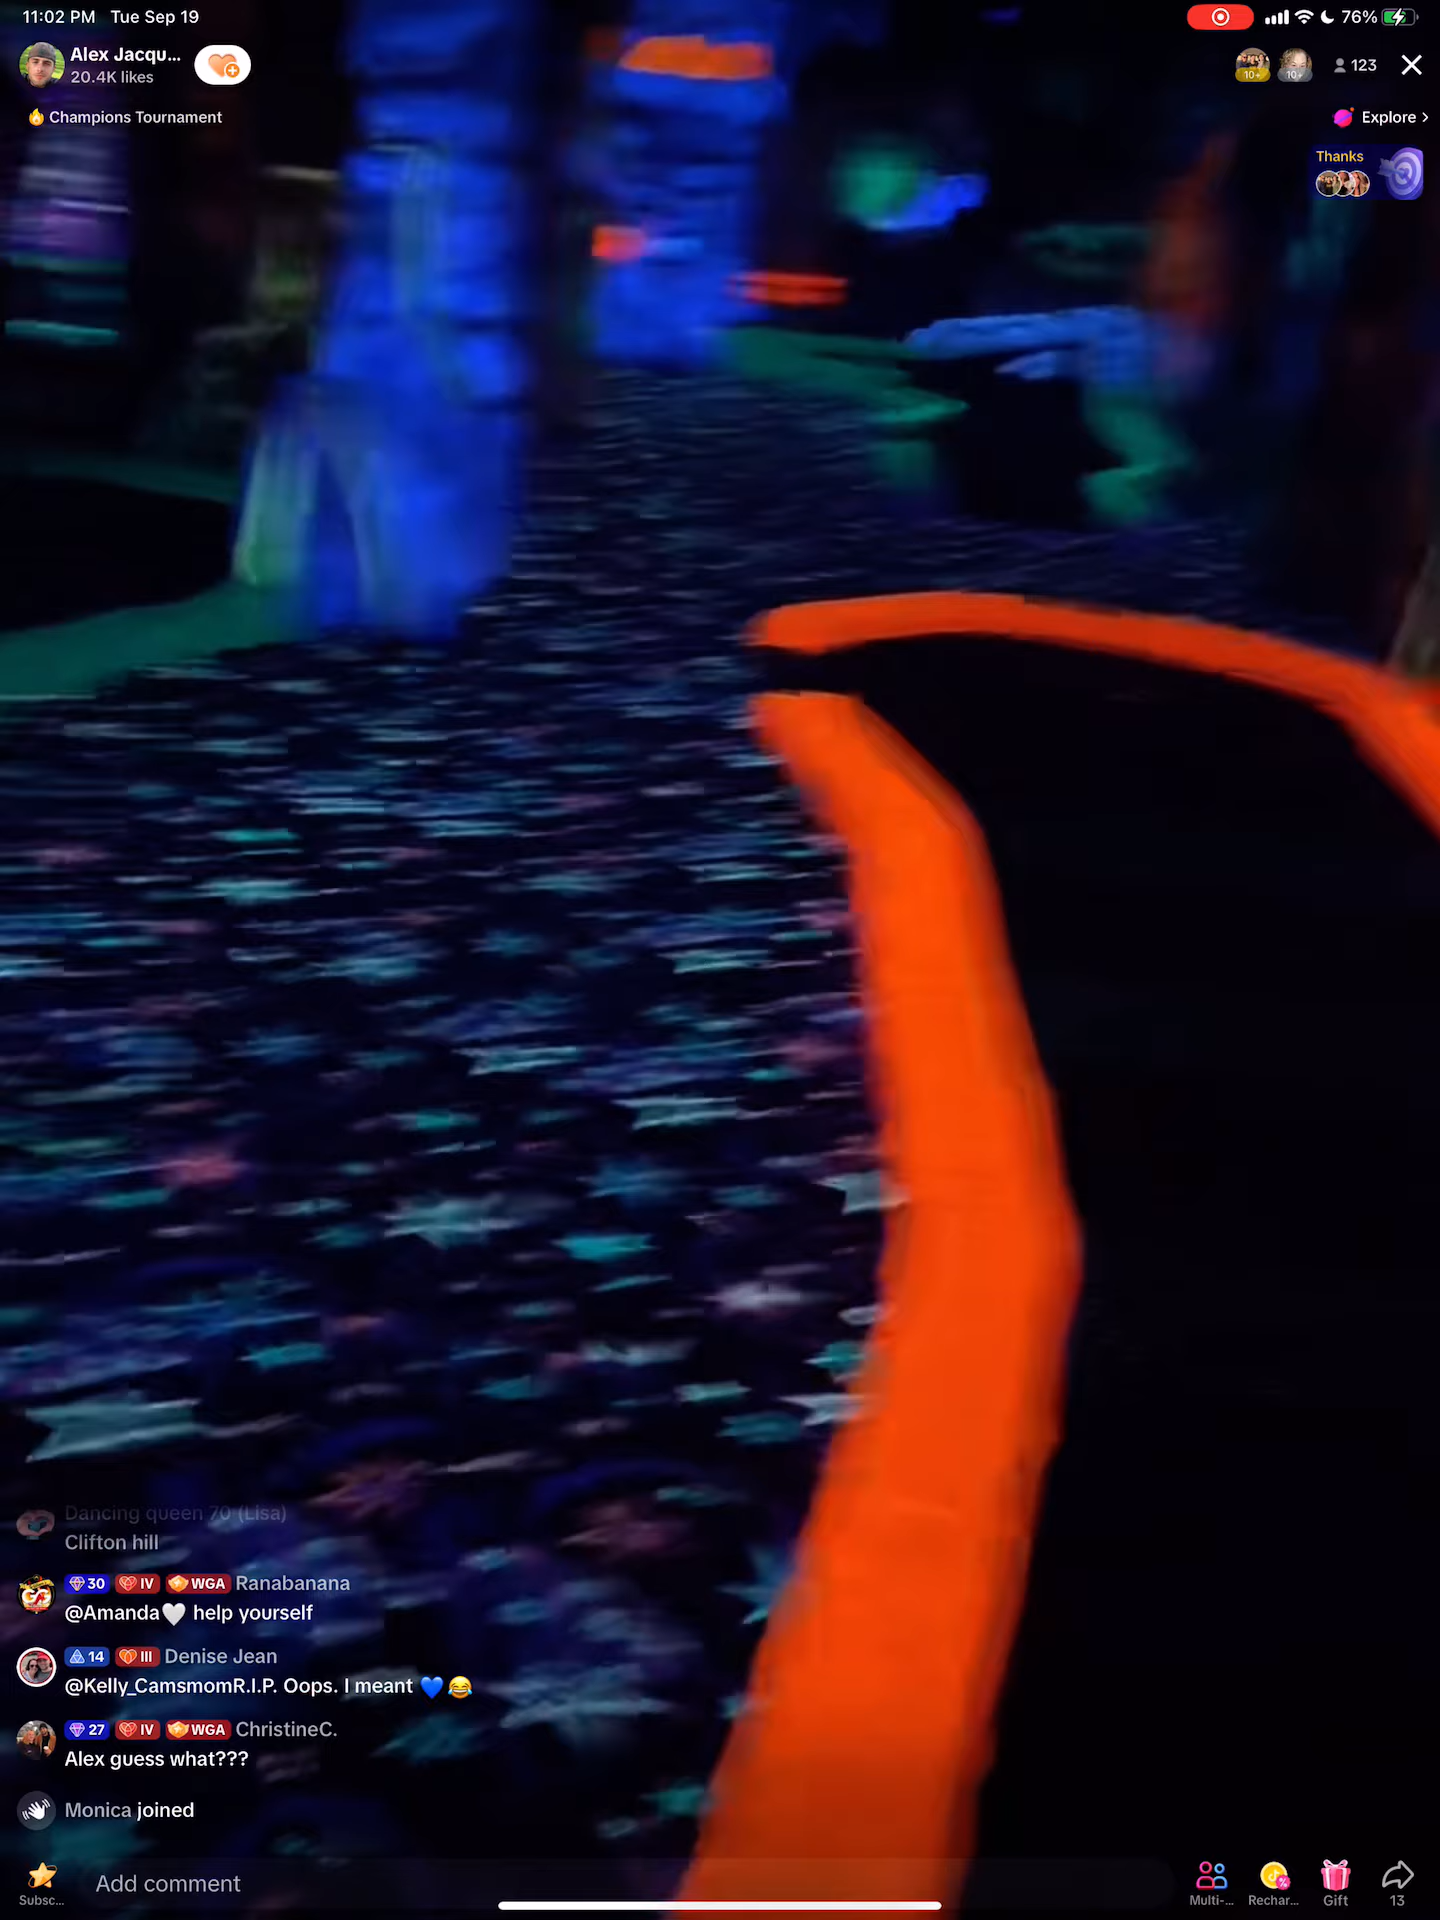 11:02 PM Tue Sep 19
76%
Alex Jacqu...
20.4K likes
10+
10+
123
Champions Tournament
Explore >
Thanks
Dancing queen 70 (Lisa)
Clifton hill
30 IV WGA Ranabanana
@Amanda🤍 help yourself
14 III Denise Jean
@Kelly_CamsmomR.I.P. Oops. I meant 💙😂
27 IV WGA ChristineC.
Alex guess what???
Monica joined
Subsc...
Add comment
Multi-...
Rechar...
Gift
13